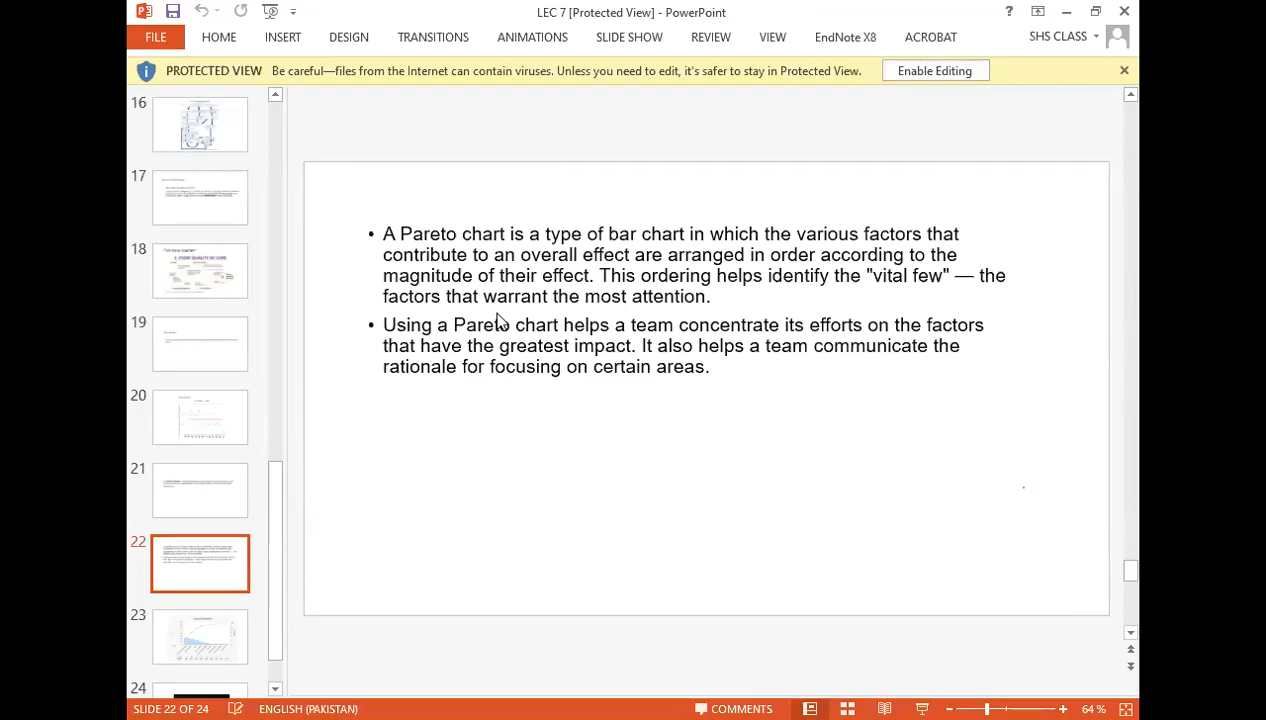 LEC 7 [Protected View] - PowerPoint
?
FILE HOME INSERT DESIGN TRANSITIONS ANIMATIONS SLIDE SHOW REVIEW VIEW EndNote X8 ACROBAT SHS CLASS
PROTECTED VIEW Be careful—files from the Internet can contain viruses. Unless you need to edit, it's safer to stay in Protected View. Enable Editing
16
17
18
19
20
21
22
23
24
• A Pareto chart is a type of bar chart in which the various factors that
contribute to an overall effect are arranged in order according to the
magnitude of their effect. This ordering helps identify the "vital few" — the
factors that warrant the most attention.
• Using a Pareto chart helps a team concentrate its efforts on the factors
that have the greatest impact. It also helps a team communicate the
rationale for focusing on certain areas.
SLIDE 22 OF 24 ENGLISH (PAKISTAN) COMMENTS 64 %